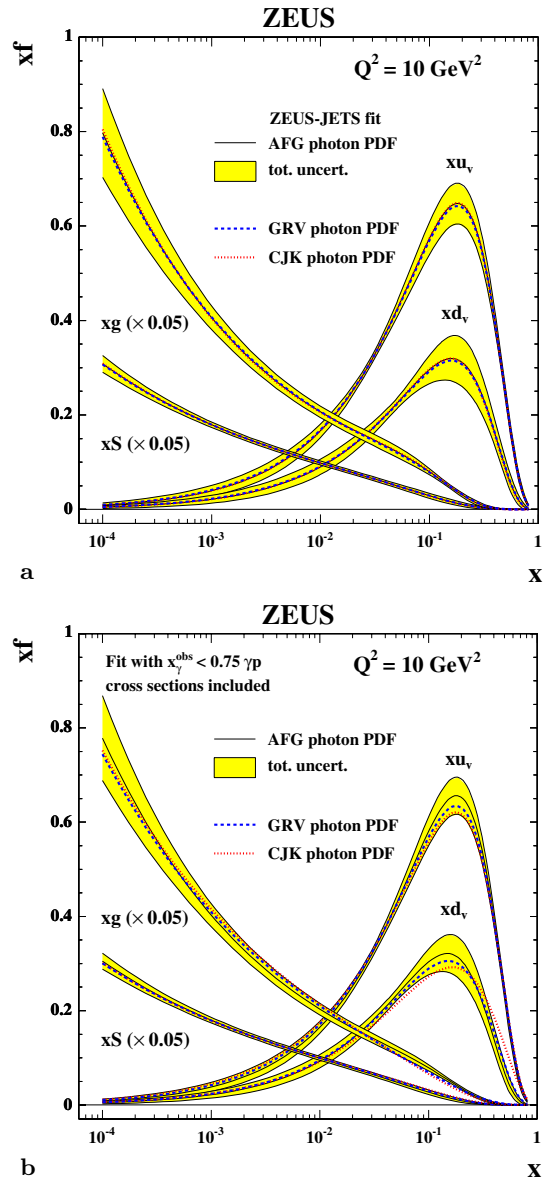 ZEUS
xf
Q² = 10 GeV²
ZEUS-JETS fit
AFG photon PDF
tot. uncert.
GRV photon PDF
CJK photon PDF
xu_v
xd_v
xg (× 0.05)
xS (× 0.05)
1
0.8
0.6
0.4
0.2
0
10⁻⁴ 10⁻³ 10⁻² 10⁻¹ 1
a
x
ZEUS
xf
Fit with x_γ^obs < 0.75 γp
cross sections included
Q² = 10 GeV²
AFG photon PDF
tot. uncert.
GRV photon PDF
CJK photon PDF
xu_v
xd_v
xg (× 0.05)
xS (× 0.05)
1
0.8
0.6
0.4
0.2
0
10⁻⁴ 10⁻³ 10⁻² 10⁻¹ 1
b
x